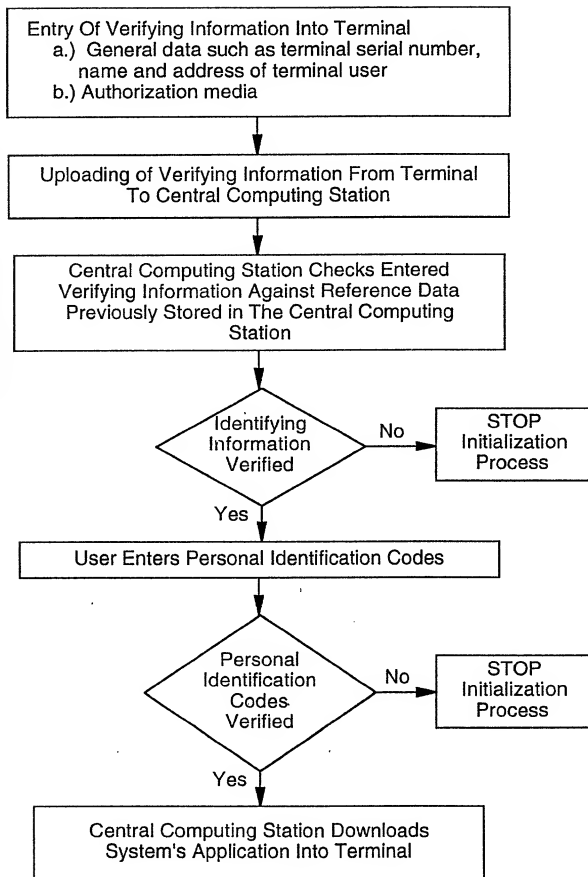 Entry Of Verifying Information Into Terminal
a.) General data such as terminal serial number,
name and address of terminal user
b.) Authorization media
Uploading of Verifying Information From Terminal
To Central Computing Station
Central Computing Station Checks Entered
Verifying Information Against Reference Data
Previously Stored in The Central Computing
Station
Identifying
Information
Verified
No
STOP
Initialization
Process
Yes
User Enters Personal Identification Codes
Personal
Identification
Codes
Verified
No
STOP
Initialization
Process
Yes
Central Computing Station Downloads
System's Application Into Terminal